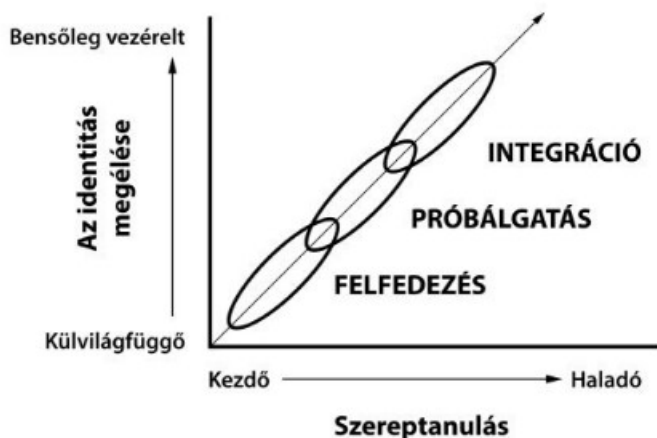 Bensőleg vezérelt
Az identitás
megélése
Külvilágfüggő
INTEGRÁCIÓ
PRÓBÁLGATÁS
FELFEDEZÉS
Kezdő
Haladó
Szereptanulás